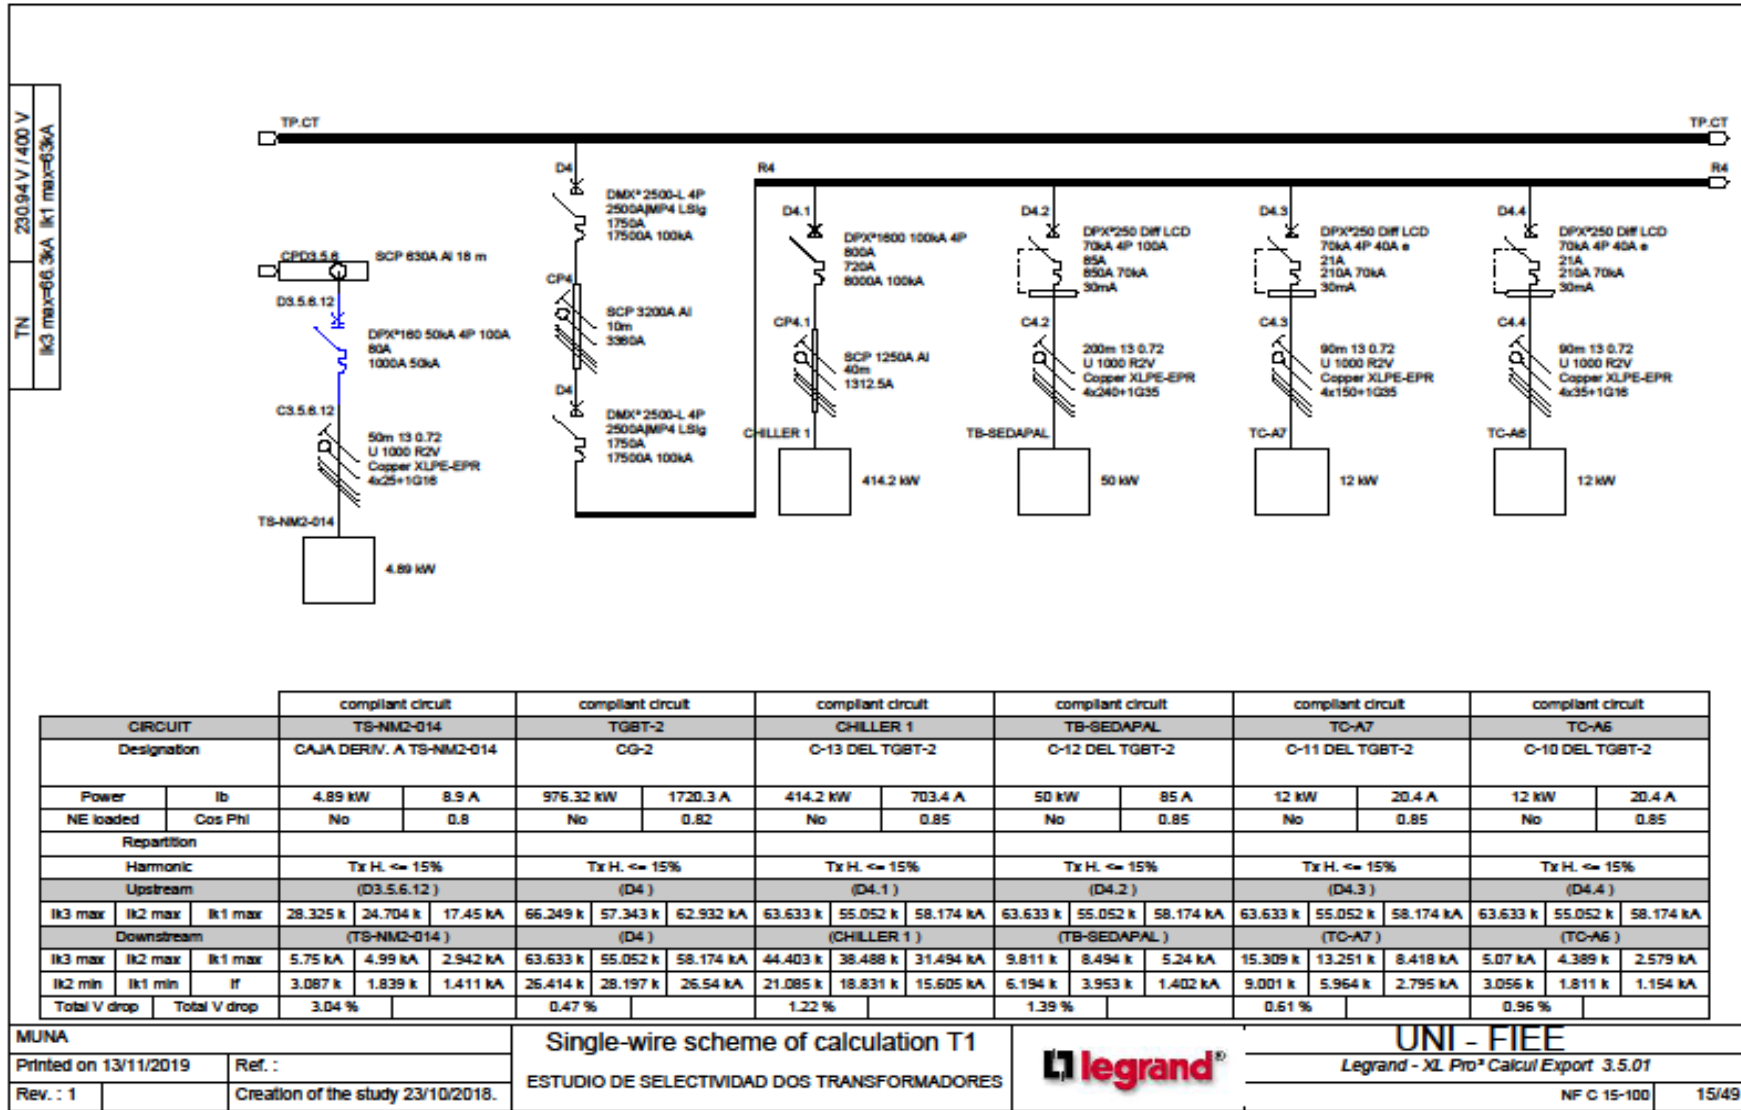 230.94 V / 400 V
TN
Ik3 max=66.3kA Ik1 max=63kA
TP.CT
TP.CT
R4
R4
CPD3.5.6
SCP 630A Al 18 m
D3.5.6.12
DPX³160 50kA 4P 100A
80A
1000A 50kA
C3.5.6.12
50m 13 0.72
U 1000 R2V
Copper XLPE-EPR
4x25+1G16
TS-NM2-014
4.89 kW
D4
DMX³2500-L 4P
2500A|MP4 LSIg
1750A
17500A 100kA
CP4
SCP 3200A Al
10m
3360A
D4
DMX³2500-L 4P
2500A|MP4 LSIg
1750A
17500A 100kA
D4.1
DPX³1600 100kA 4P
800A
720A
8000A 100kA
CP4.1
SCP 1250A Al
40m
1312.5A
CHILLER 1
414.2 kW
D4.2
DPX³250 Diff LCD
70kA 4P 100A
85A
850A 70kA
30mA
C4.2
200m 13 0.72
U 1000 R2V
Copper XLPE-EPR
4x240+1G35
TB-SEDAPAL
50 kW
D4.3
DPX³250 Diff LCD
70kA 4P 40A e
21A
210A 70kA
30mA
C4.3
90m 13 0.72
U 1000 R2V
Copper XLPE-EPR
4x150+1G35
TC-A7
12 kW
D4.4
DPX³250 Diff LCD
70kA 4P 40A e
21A
210A 70kA
30mA
C4.4
90m 13 0.72
U 1000 R2V
Copper XLPE-EPR
4x35+1G16
TC-A6
12 kW
compliant circuit compliant circuit compliant circuit compliant circuit compliant circuit compliant circuit
CIRCUIT TS-NM2-014 TGBT-2 CHILLER 1 TB-SEDAPAL TC-A7 TC-A6
Designation CAJA DERIV. A TS-NM2-014 CG-2 C-13 DEL TGBT-2 C-12 DEL TGBT-2 C-11 DEL TGBT-2 C-10 DEL TGBT-2
Power Ib 4.89 kW 8.9 A 976.32 kW 1720.3 A 414.2 kW 703.4 A 50 kW 85 A 12 kW 20.4 A 12 kW 20.4 A
NE loaded Cos Phi No 0.8 No 0.82 No 0.85 No 0.85 No 0.85 No 0.85
Repartition
Harmonic Tx H. <= 15% Tx H. <= 15% Tx H. <= 15% Tx H. <= 15% Tx H. <= 15% Tx H. <= 15%
Upstream (D3.5.6.12 ) (D4 ) (D4.1 ) (D4.2 ) (D4.3 ) (D4.4 )
Ik3 max Ik2 max Ik1 max 28.325 k 24.704 k 17.45 kA 66.249 k 57.343 k 62.932 kA 63.633 k 55.052 k 58.174 kA 63.633 k 55.052 k 58.174 kA 63.633 k 55.052 k 58.174 kA 63.633 k 55.052 k 58.174 kA
Downstream (TS-NM2-014 ) (D4 ) (CHILLER 1 ) (TB-SEDAPAL ) (TC-A7 ) (TC-A6 )
Ik3 max Ik2 max Ik1 max 5.75 kA 4.99 kA 2.942 kA 63.633 k 55.052 k 58.174 kA 44.403 k 38.488 k 31.494 kA 9.811 k 8.494 k 5.24 kA 15.309 k 13.251 k 8.418 kA 5.07 kA 4.389 k 2.579 kA
Ik2 min Ik1 min If 3.087 k 1.839 k 1.411 kA 26.414 k 28.197 k 26.54 kA 21.085 k 18.831 k 15.605 kA 6.194 k 3.953 k 1.402 kA 9.001 k 5.964 k 2.795 kA 3.056 k 1.811 k 1.154 kA
Total V drop Total V drop 3.04 % 0.47 % 1.22 % 1.39 % 0.61 % 0.96 %
MUNA
Printed on 13/11/2019 Ref. :
Rev. : 1 Creation of the study 23/10/2018.
Single-wire scheme of calculation T1
ESTUDIO DE SELECTIVIDAD DOS TRANSFORMADORES
legrand®
UNI - FIEE
Legrand - XL Pro³ Calcul Export 3.5.01
NF C 15-100 15/49